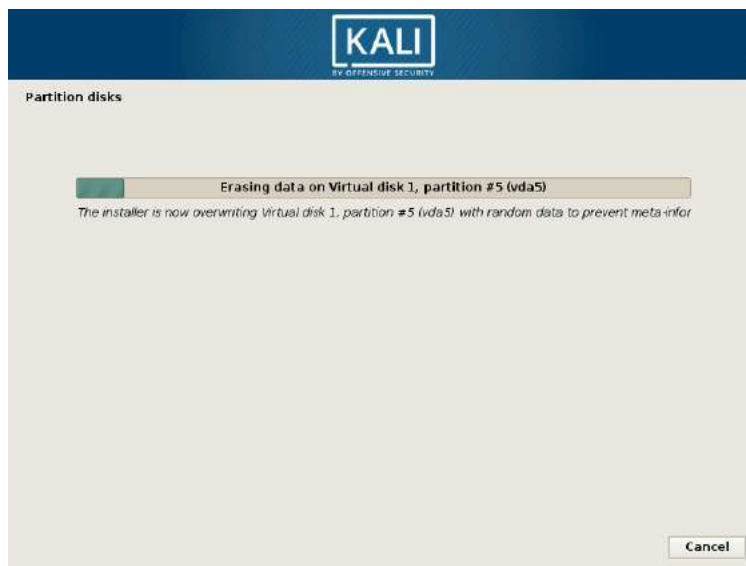 KALI
BY OFFENSIVE SECURITY
Partition disks
Erasing data on Virtual disk 1, partition #5 (vda5)
The installer is now overwriting Virtual disk 1, partition #5 (vda5) with random data to prevent meta-infor
Cancel